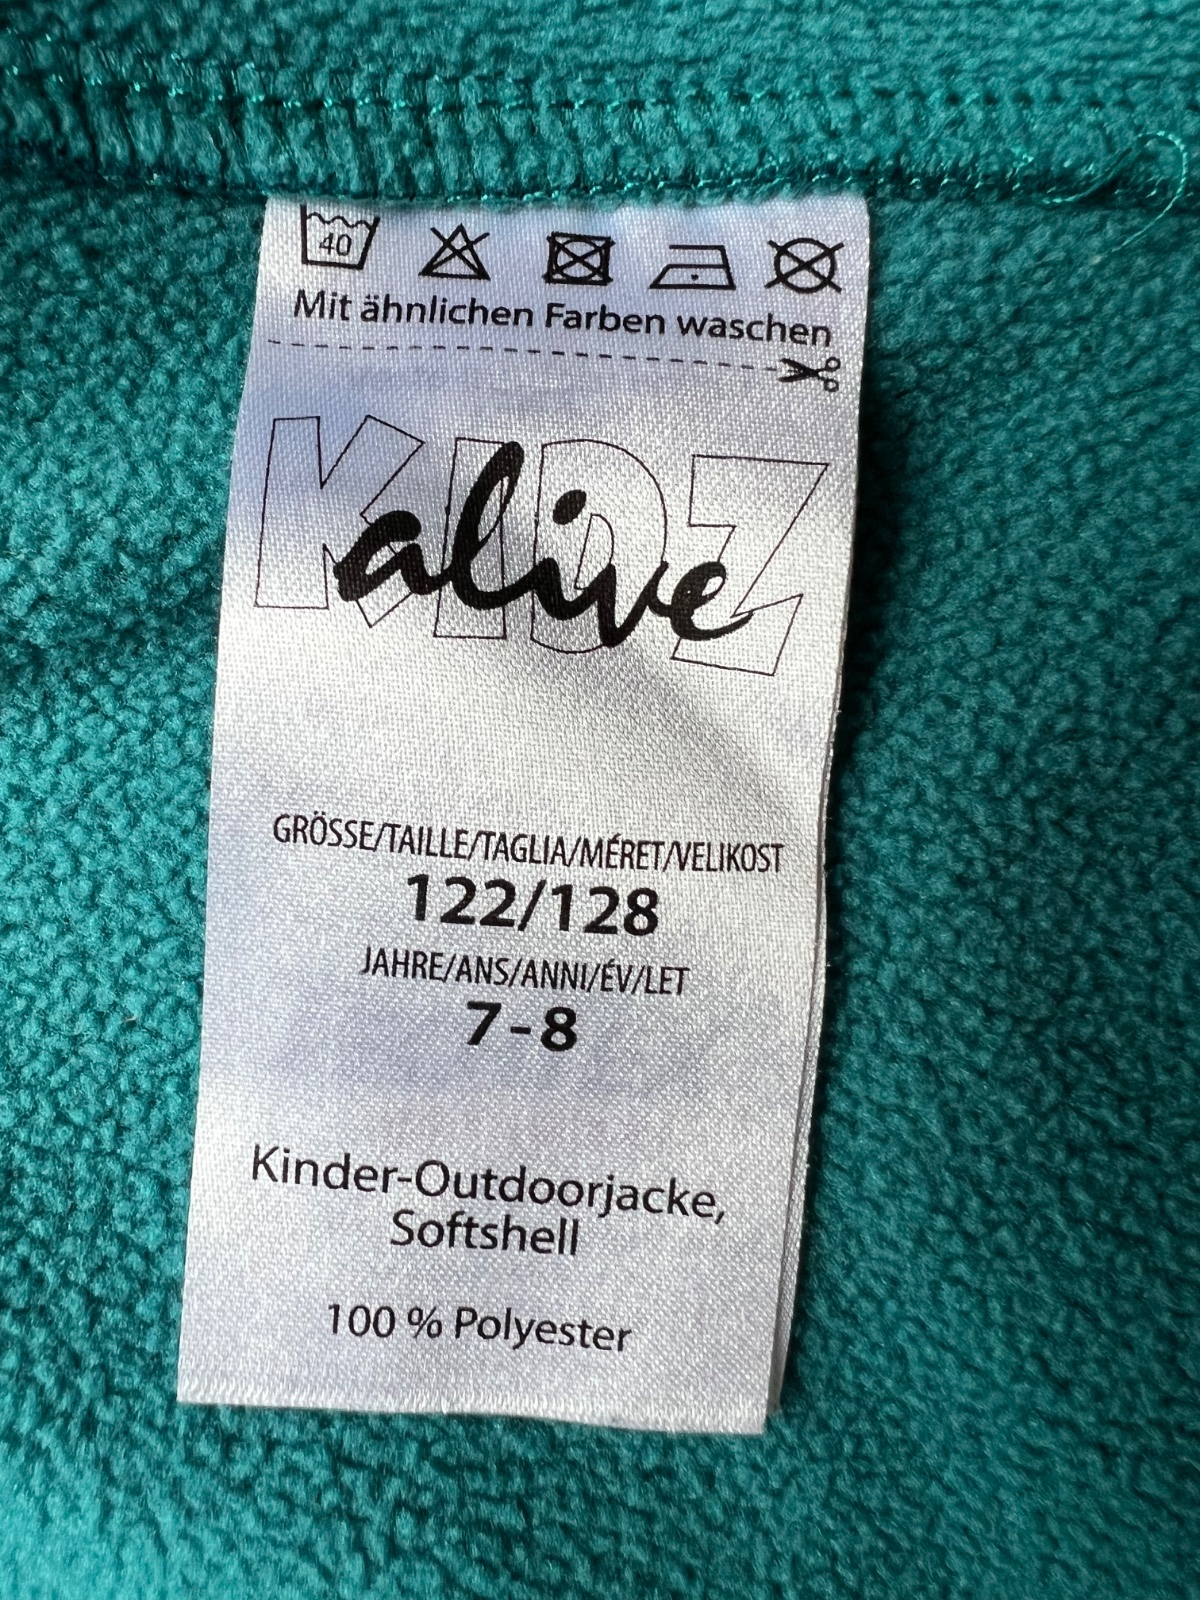 40
Mit ähnlichen Farben waschen
KIDZ
alive
GRÖSSE/TAILLE/TAGLIA/MÉRET/VELIKOST
122/128
JAHRE/ANS/ANNI/ÉV/LET
7-8
Kinder-Outdoorjacke,
Softshell
100 % Polyester